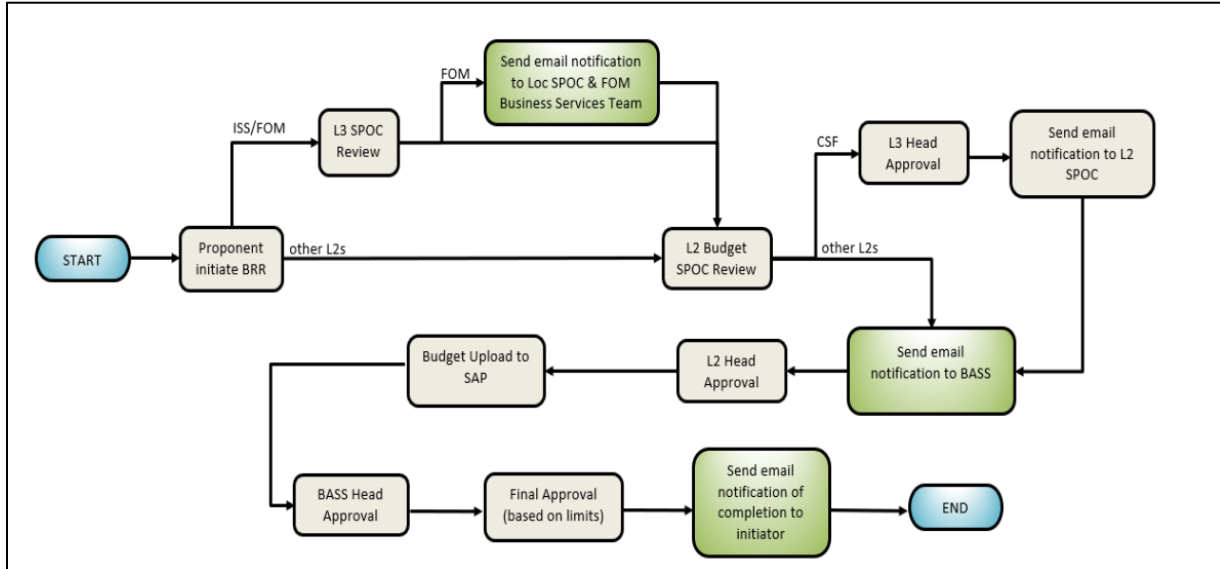 FOM
Send email notification
to Loc SPOC & FOM
Business Services Team
ISS/FOM
L3 SPOC
Review
CSF
L3 Head
Approval
Send email
notification to L2
SPOC
START
Proponent
initiate BRR
other L2s
L2 Budget
SPOC Review
other L2s
Budget Upload to
SAP
L2 Head
Approval
Send email
notification to BASS
BASS Head
Approval
Final Approval
(based on limits)
Send email
notification of
completion to
initiator
END